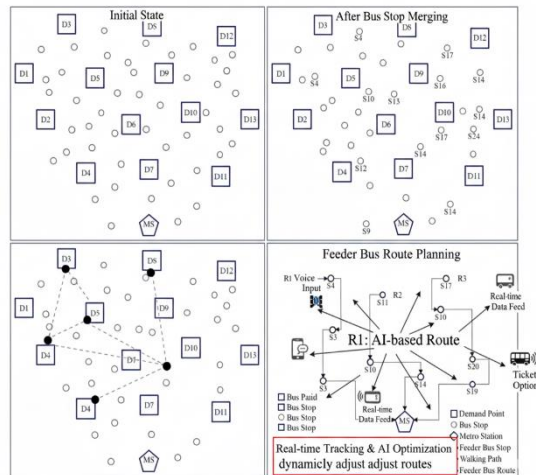 Initial State
D3
D8
D12
D1
D5
D9
D2
D6
D10
D13
D4
D7
D11
MS
After Bus Stop Merging
D3
S4
D8
S17
D12
D1
S4
D5
D9
S16
S14
S10
S13
D2
D6
D10
S14
D13
S17
S24
S14
S12
D4
D7
D11
S14
S9
MS
D3
D8
D12
D1
D5
D9
D4
D1
D10
D13
D4
D7
D11
MS
Bus Paid
Bus Stop
Bus Stop
Bus Stop
Feeder Bus Route Planning
R1 Voice
Input
S4
S11
R2
S17
R3
Real-time
Data Feed
S3
S10
R1: AI-based Route
S10
S20
S3
S14
S19
Ticket
Option
Real-time
Data Feed
MS
Demand Point
Bus Stop
Metro Station
Feeder Bus Stop
Walking Path
Feeder Bus Route
Real-time Tracking & AI Optimization
dynamicly adjust adjust routes